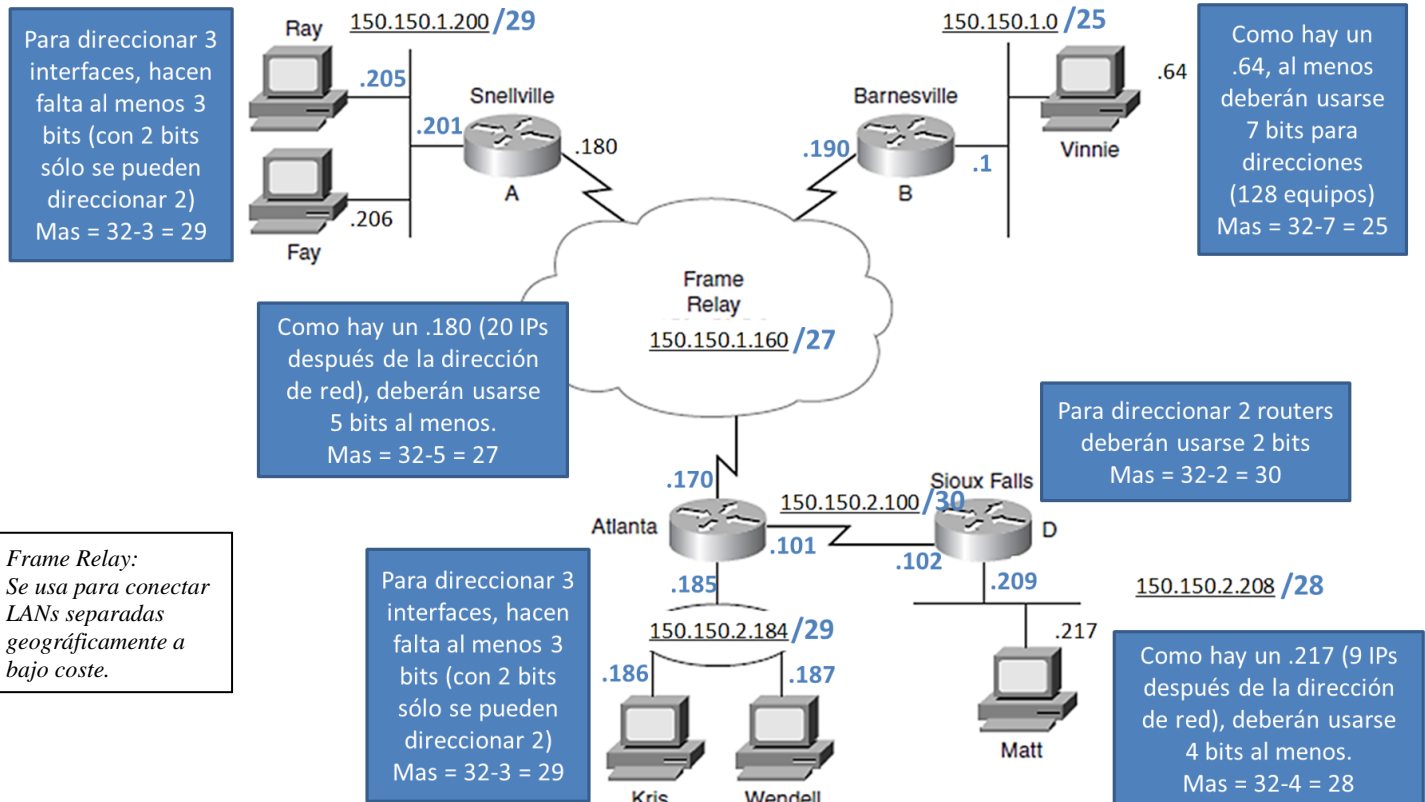 Para direccionar 3
interfaces, hacen
falta al menos 3
bits (con 2 bits
sólo se pueden
direccionar 2)
Mas = 32-3 = 29
Ray
150.150.1.200 /29
.205
Snellville
.201
.180
A
.206
Fay
150.150.1.0 /25
Barnesville
.64
.190
.1
B
Vinnie
Como hay un
.64, al menos
deberán usarse
7 bits para
direcciones
(128 equipos)
Mas = 32-7 = 25
Frame
Relay
150.150.1.160 /27
Como hay un .180 (20 IPs
después de la dirección
de red), deberán usarse
5 bits al menos.
Mas = 32-5 = 27
Para direccionar 2 routers
deberán usarse 2 bits
Mas = 32-2 = 30
.170
150.150.2.100 /30
Sioux Falls
Atlanta
D
.101
.102
.185
.209
150.150.2.208 /28
Frame Relay:
Se usa para conectar
LANs separadas
geográficamente a
bajo coste.
Para direccionar 3
interfaces, hacen
falta al menos 3
bits (con 2 bits
sólo se pueden
direccionar 2)
Mas = 32-3 = 29
150.150.2.184 /29
.186
.187
Kris
Wendell
.217
Matt
Como hay un .217 (9 IPs
después de la dirección
de red), deberán usarse
4 bits al menos.
Mas = 32-4 = 28